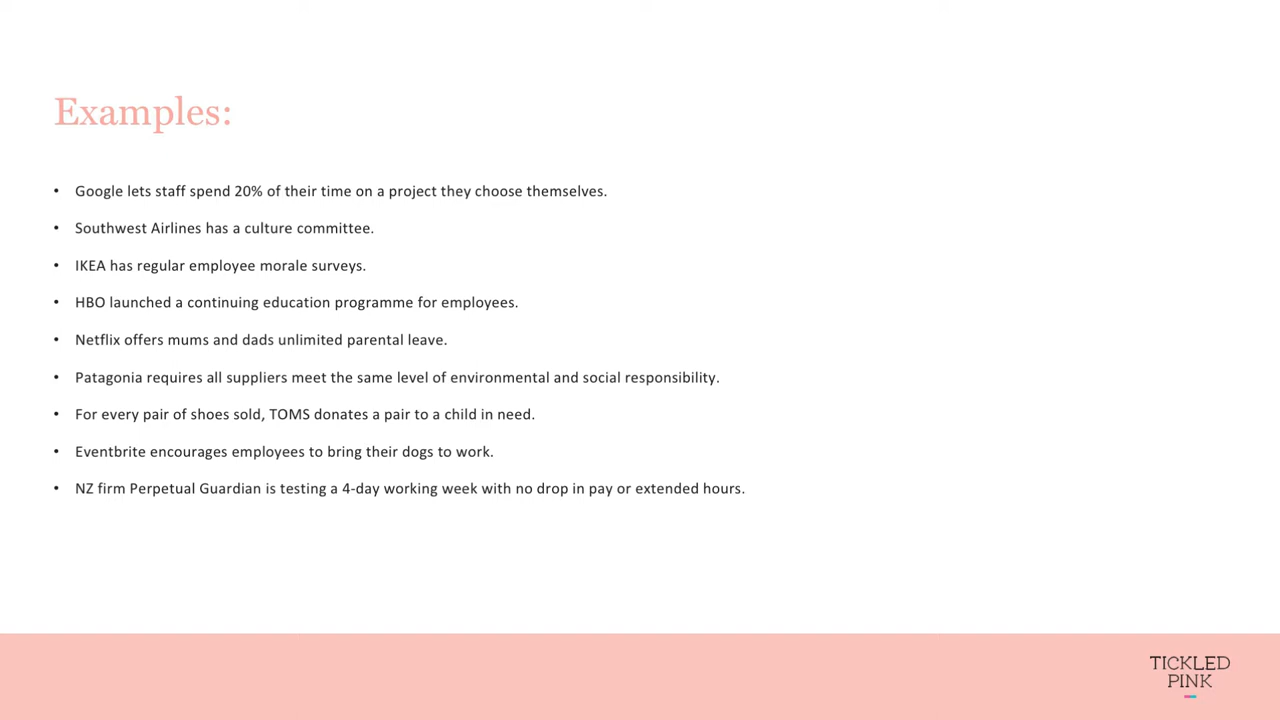 Examples:
• Google lets staff spend 20% of their time on a project they choose themselves.
• Southwest Airlines has a culture committee.
• IKEA has regular employee morale surveys.
• HBO launched a continuing education programme for employees.
• Netflix offers mums and dads unlimited parental leave.
• Patagonia requires all suppliers meet the same level of environmental and social responsibility.
• For every pair of shoes sold, TOMS donates a pair to a child in need.
• Eventbrite encourages employees to bring their dogs to work.
• NZ firm Perpetual Guardian is testing a 4-day working week with no drop in pay or extended hours.
TICKLED
PINK